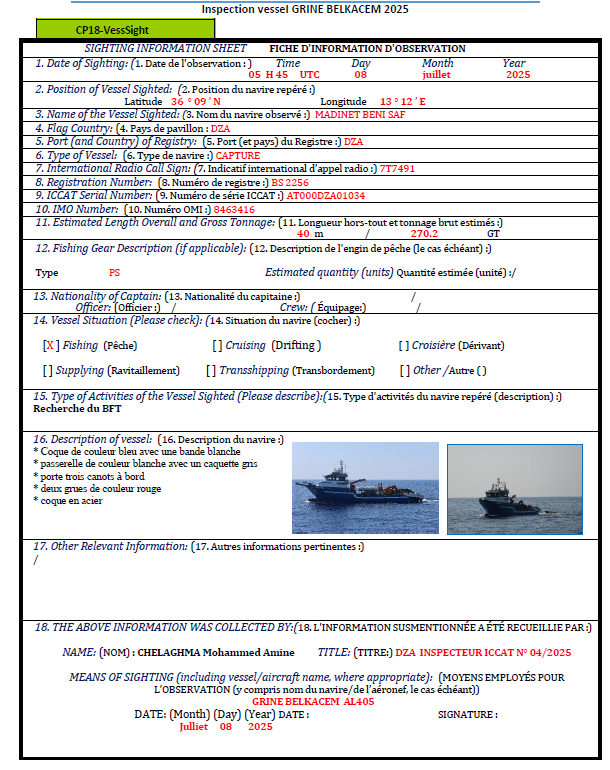 Inspection vessel GRINE BELKACEM 2025
CP18-VessSight
SIGHTING INFORMATION SHEET FICHE D'INFORMATION D'OBSERVATION
1. Date of Sighting: (1. Date de l'observation : ) Time Day Month Year
05 H 45 UTC 08 juillet 2025
2. Position of Vessel Sighted: (2. Position du navire repéré :)
Latitude 36 ° 09 ' N Longitude 13 ° 12 ' E
3. Name of the Vessel Sighted: (3. Nom du navire observé :) MADINET BENI SAF
4. Flag Country: (4. Pays de pavillon : DZA
5. Port (and Country) of Registry: (5. Port (et pays) du Registre :) DZA
6. Type of Vessel: (6. Type de navire :) CAPTURE
7. International Radio Call Sign: (7. Indicatif international d'appel radio :) 7T7491
8. Registration Number: (8. Numéro de registre :) BS 2256
9. ICCAT Serial Number: (9. Numéro de série ICCAT :) AT000DZA01034
10. IMO Number: (10. Numéro OMI :) 8463416
11. Estimated Length Overall and Gross Tonnage: (11. Longueur hors-tout et tonnage brut estimés :)
40 m / 270.2 GT
12. Fishing Gear Description (if applicable): (12. Description de l'engin de pêche (le cas échéant) :)
Type PS Estimated quantity (units) Quantité estimée (unité) :/
13. Nationality of Captain: (13. Nationalité du capitaine :) /
Officer: (Officier :) / Crew: ( Équipage:) /
14. Vessel Situation (Please check): (14. Situation du navire (cocher) :)
[X ] Fishing (Pêche) [ ] Cruising (Drifting ) [ ] Croisière (Dérivant)
[ ] Supplying (Ravitaillement) [ ] Transshipping (Transbordement) [ ] Other /Autre ( )
15. Type of Activities of the Vessel Sighted (Please describe):(15. Type d'activités du navire repéré (description) :)
Recherche du BFT
16. Description of vessel: (16. Description du navire :)
* Coque de couleur bleu avec une bande blanche
* passerelle de couleur blanche avec un caquette gris
* porte trois canots à bord
* deux grues de couleur rouge
* coque en acier
17. Other Relevant Information: (17. Autres informations pertinentes :)
/
18. THE ABOVE INFORMATION WAS COLLECTED BY:(18. L'INFORMATION SUSMENTIONNÉE A ÉTÉ RECUEILLIE PAR :)
NAME: (NOM) : CHELAGHMA Mohammed Amine TITLE: (TITRE:) DZA INSPECTEUR ICCAT N° 04/2025
MEANS OF SIGHTING (including vessel/aircraft name, where appropriate): (MOYENS EMPLOYÉS POUR
L'OBSERVATION (y compris nom du navire/de l'aéronef, le cas échéant))
GRINE BELKACEM AL405
DATE: (Month) (Day) (Year) DATE : SIGNATURE :
Julliet 08 2025